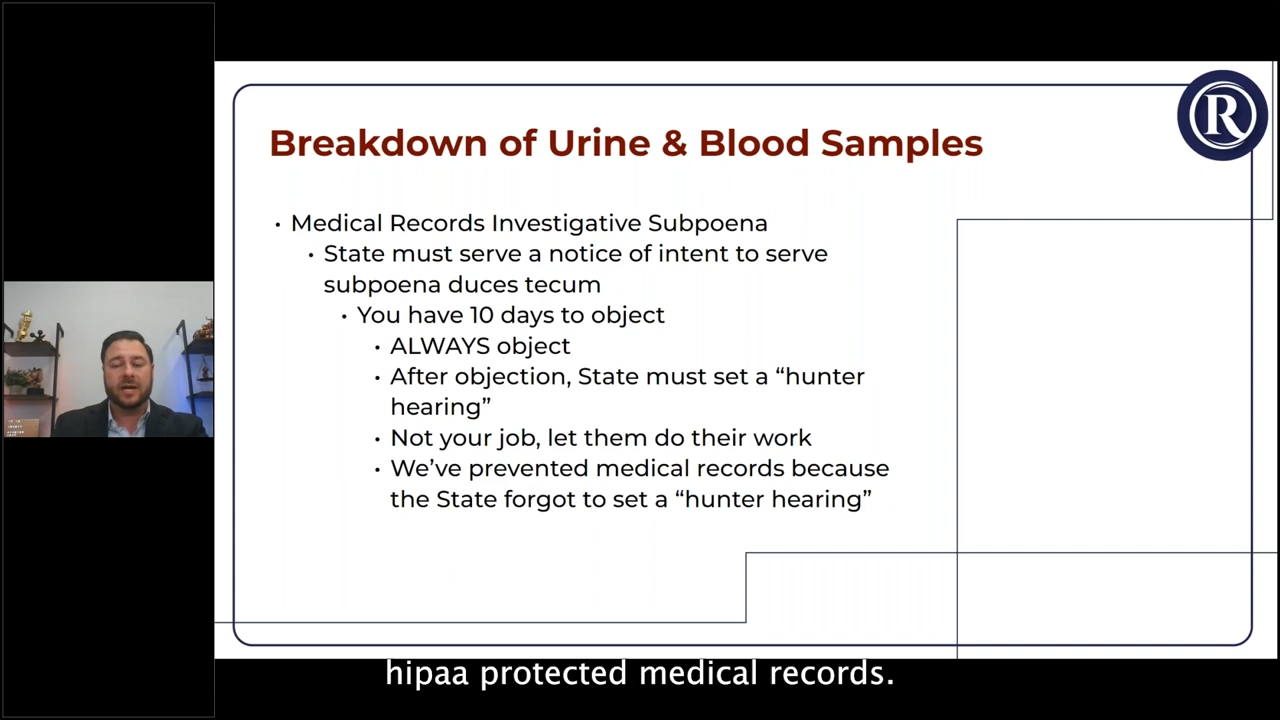 Breakdown of Urine & Blood Samples
R
• Medical Records Investigative Subpoena
• State must serve a notice of intent to serve
subpoena duces tecum
• You have 10 days to object
• ALWAYS object
• After objection, State must set a “hunter
hearing”
• Not your job, let them do their work
• We’ve prevented medical records because
the State forgot to set a “hunter hearing”
hipaa protected medical records.